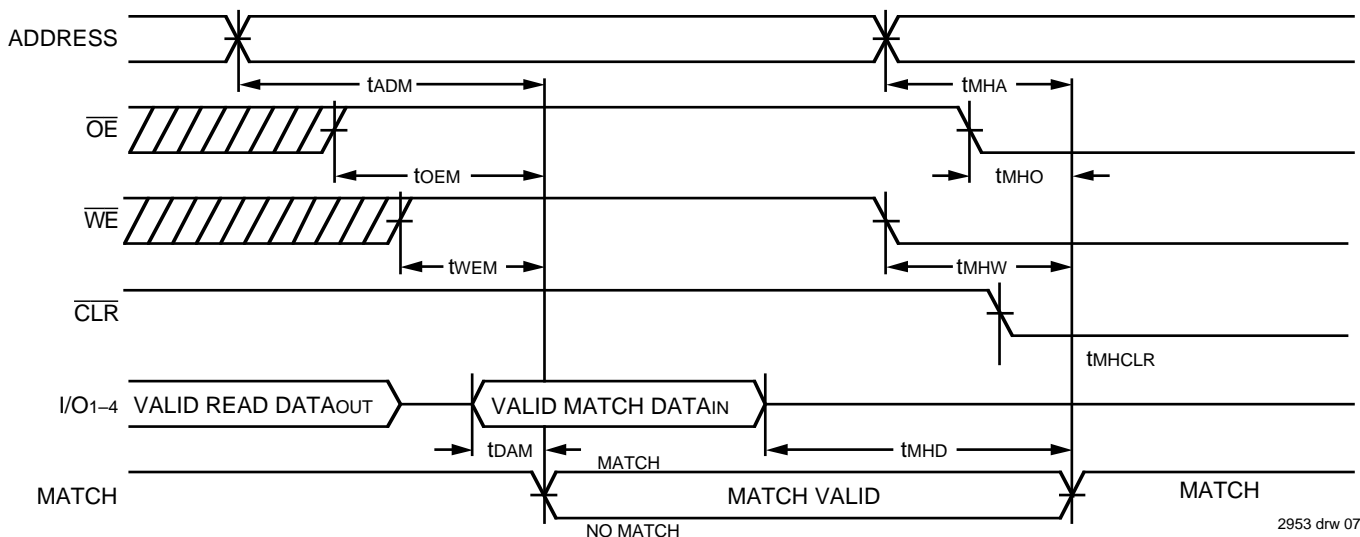 ADDRESS
tADM
tMHA
OE
tOEM
tMHO
WE
tWEM
tMHW
CLR
tMHCLR
I/O1–4
VALID READ DATAOUT
VALID MATCH DATAIN
tDAM
tMHD
MATCH
MATCH
MATCH VALID
MATCH
NO MATCH
2953 drw 07